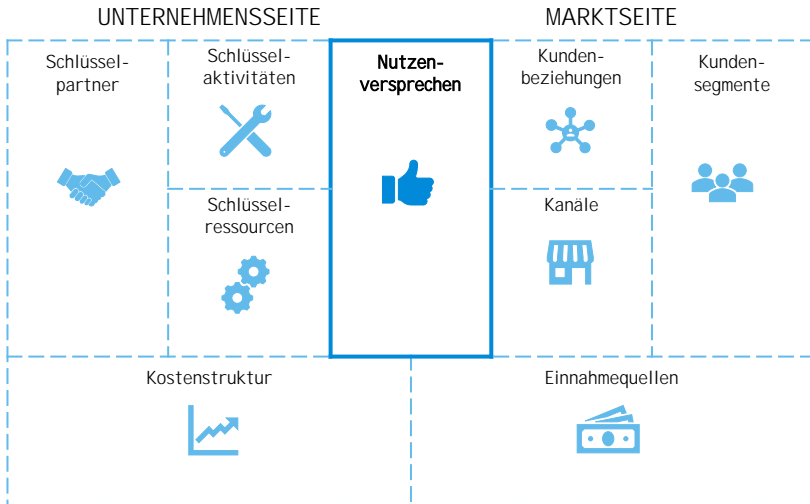 UNTERNEHMENSSEITE
MARKTSEITE
Schlüssel-
partner
Schlüssel-
aktivitäten
Schlüssel-
ressourcen
Nutzen-
versprechen
Kunden-
beziehungen
Kanäle
Kunden-
segmente
Kostenstruktur
Einnahmequellen